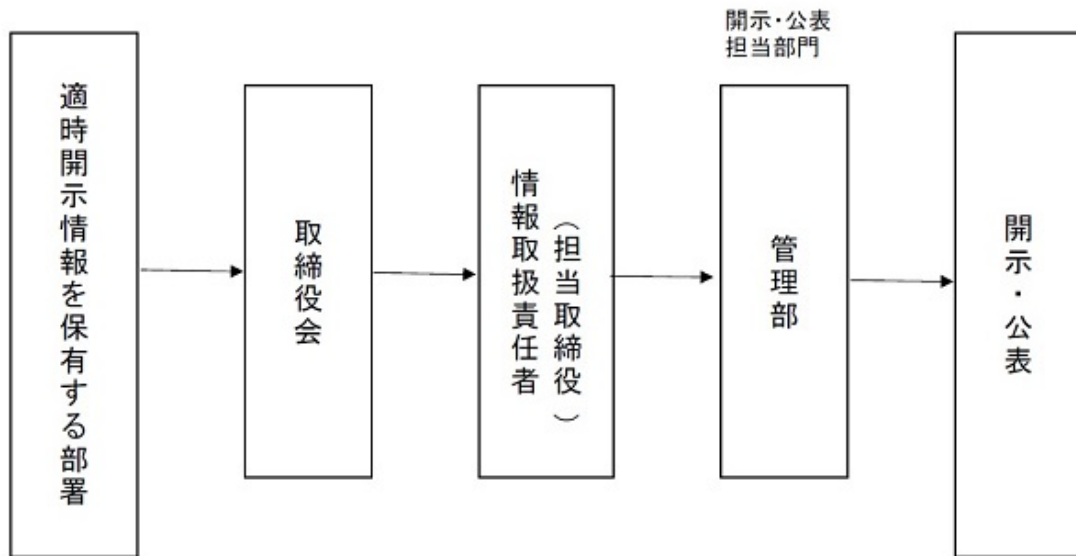 適時開示情報を保有する部署
取締役会
情報取扱責任者
（担当取締役）
開示・公表
担当部門
管理部
開示・公表